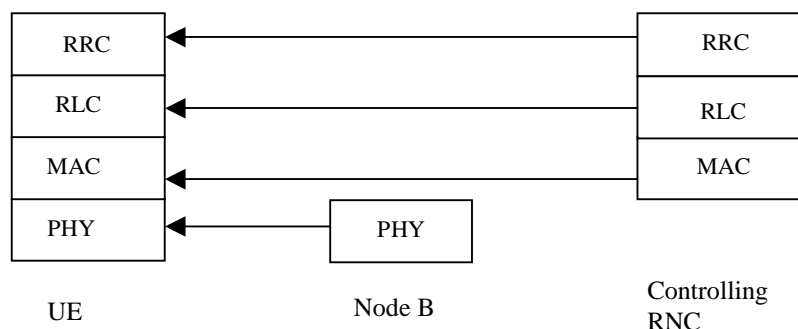 RRC RRC
RLC RLC
MAC MAC
PHY PHY
UE Node B Controlling
RNC